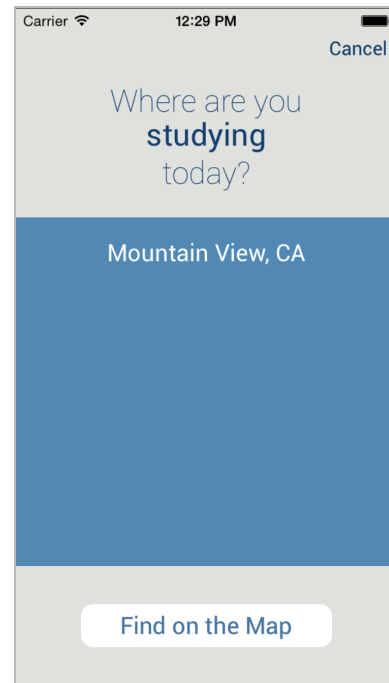 Carrier 12:29 PM
Cancel
Where are you
studying
today?
Mountain View, CA
Find on the Map